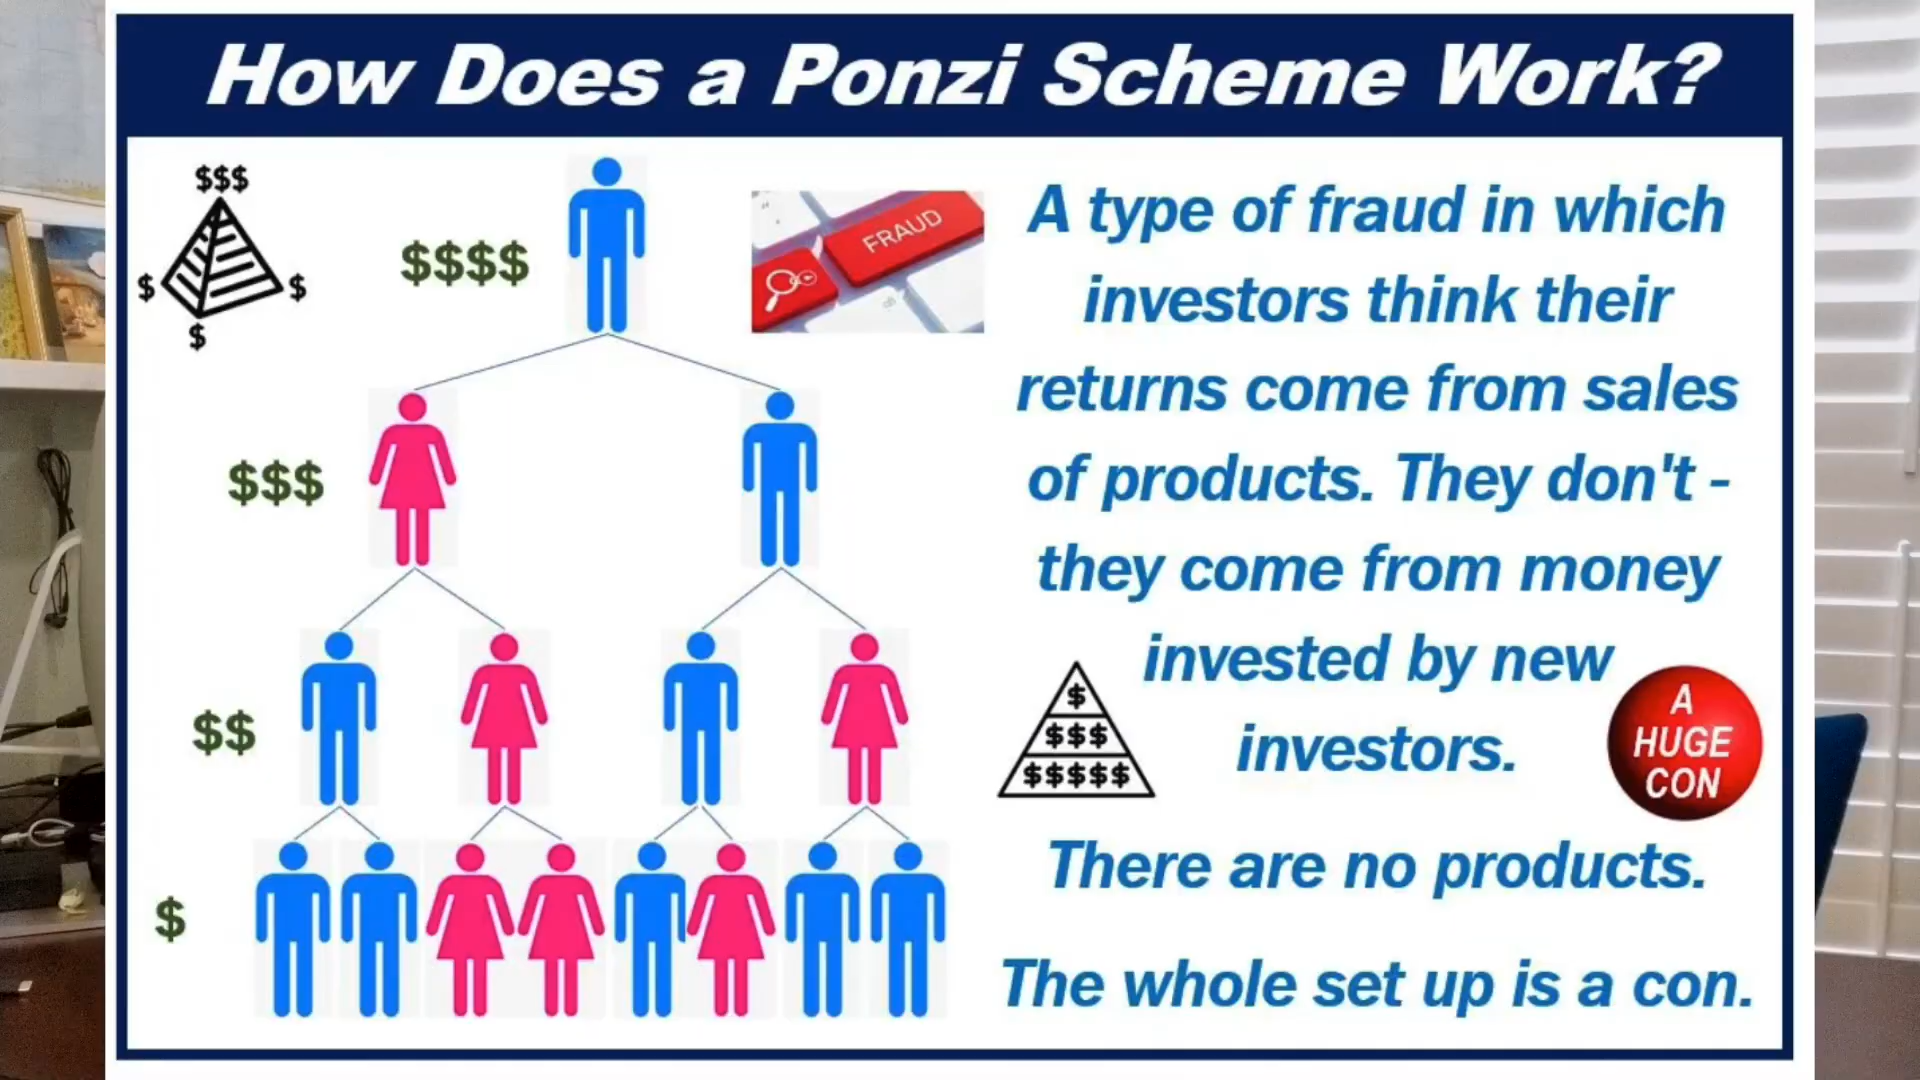 How Does a Ponzi Scheme Work?
$$$
$
$
$
$$$$
FRAUD
A type of fraud in which
investors think their
returns come from sales
of products. They don't -
they come from money
invested by new
investors.
$$$
$$
$
$
$$$
$$$$$
A
HUGE
CON
There are no products.
The whole set up is a con.